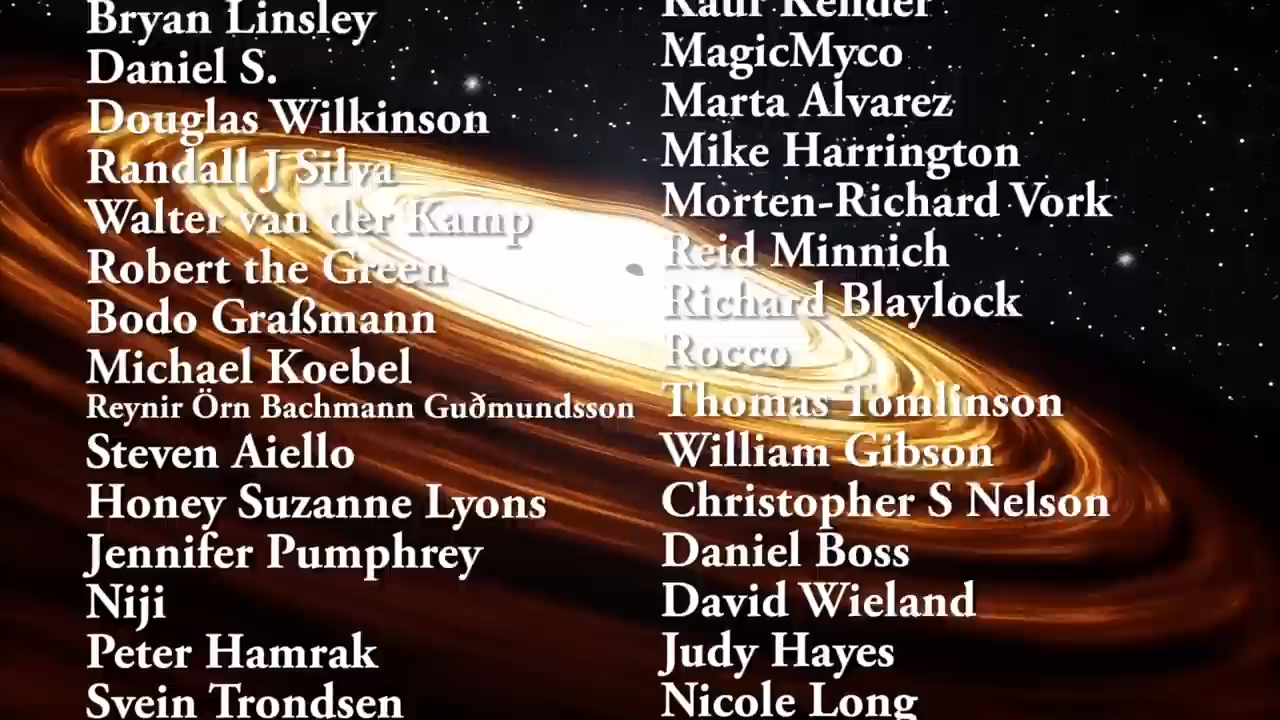 Bryan Linsley
Daniel S.
Douglas Wilkinson
Randall J Silva
Walter van der Kamp
Robert the Green
Bodo Graßmann
Michael Koebel
Reynir Örn Bachmann Guðmundsson
Steven Aiello
Honey Suzanne Lyons
Jennifer Pumphrey
Niji
Peter Hamrak
Svein Trondsen
MagicMyco
Marta Alvarez
Mike Harrington
Morten-Richard Vork
Reid Minnich
Richard Blaylock
Rocco
Thomas Tomlinson
William Gibson
Christopher S Nelson
Daniel Boss
David Wieland
Judy Hayes
Nicole Long